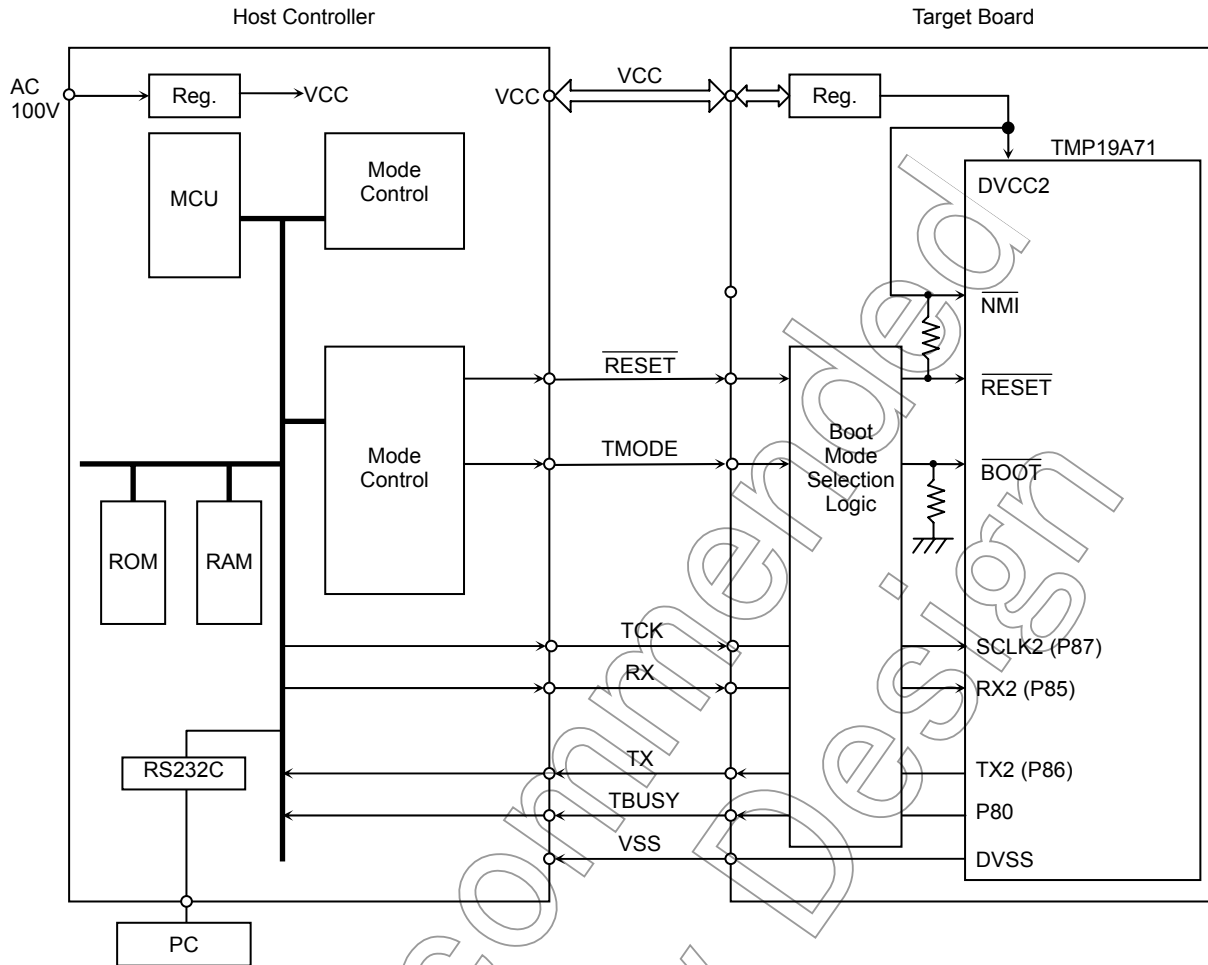 Host Controller
Target Board
AC
100V
Reg.
VCC
VCC
VCC
Reg.
TMP19A71
MCU
Mode
Control
DVCC2
NMI
RESET
RESET
Mode
Control
TMODE
Boot
Mode
Selection
Logic
BOOT
ROM
RAM
TCK
SCLK2 (P87)
RX
RX2 (P85)
RS232C
TX
TX2 (P86)
TBUSY
P80
VSS
DVSS
PC
commended
Design